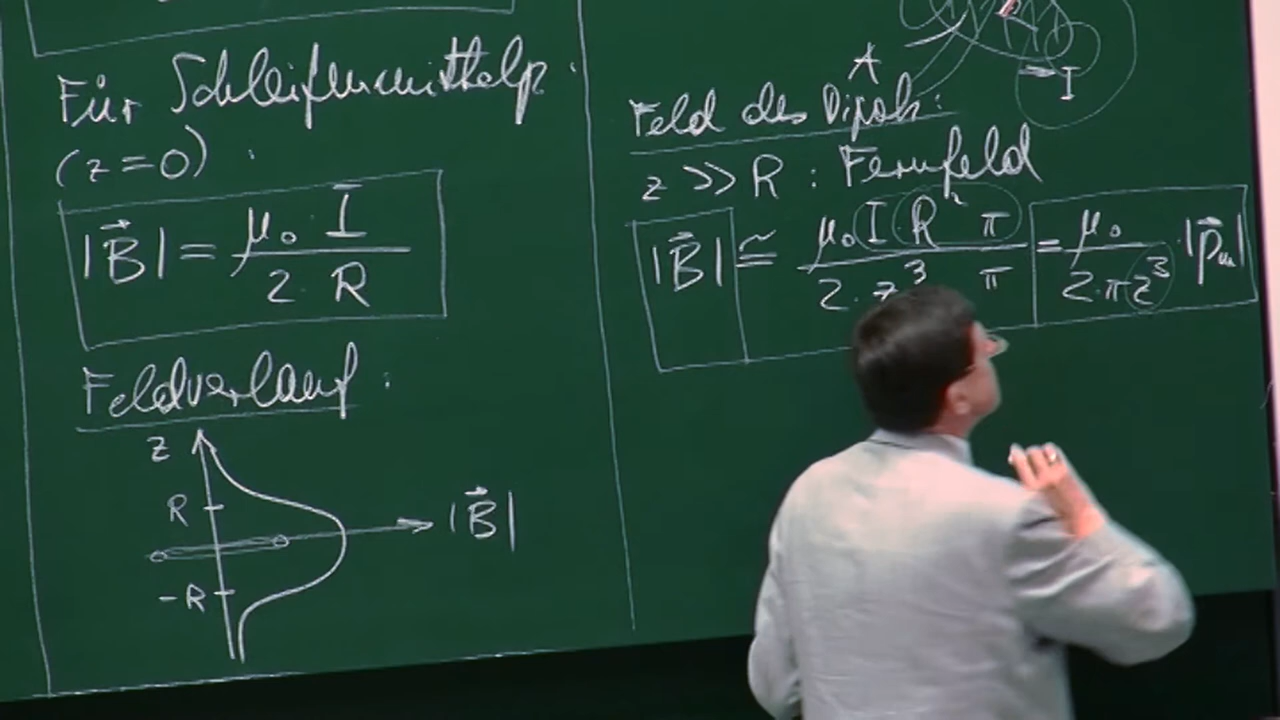 Für Schleifenmittelp.
(z=0) :
|B⃗| = μ₀ · I / 2 · R
Feldverlauf :
z
R
|B⃗|
-R
I
A
Feld des Dipols :
z >> R : Fernfeld
|B⃗| ≅ μ₀ I R² π / 2 · z³ π = μ₀ / 2 · π z³ · |p⃗ₘ|